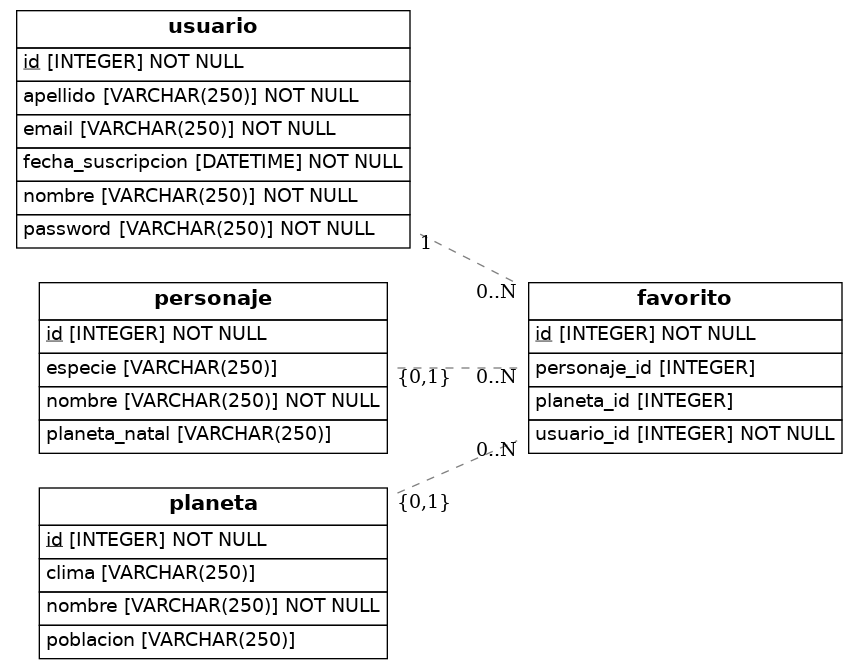 usuario
id [INTEGER] NOT NULL
apellido [VARCHAR(250)] NOT NULL
email [VARCHAR(250)] NOT NULL
fecha_suscripcion [DATETIME] NOT NULL
nombre [VARCHAR(250)] NOT NULL
password [VARCHAR(250)] NOT NULL
1
0..N
personaje
id [INTEGER] NOT NULL
especie [VARCHAR(250)]
nombre [VARCHAR(250)] NOT NULL
planeta_natal [VARCHAR(250)]
{0,1}
0..N
favorito
id [INTEGER] NOT NULL
personaje_id [INTEGER]
planeta_id [INTEGER]
usuario_id [INTEGER] NOT NULL
0..N
{0,1}
planeta
id [INTEGER] NOT NULL
clima [VARCHAR(250)]
nombre [VARCHAR(250)] NOT NULL
poblacion [VARCHAR(250)]